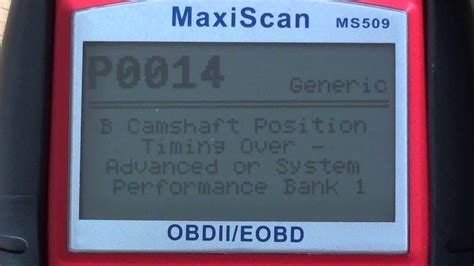 MaxiScan MS509
P0014 Generic
B Camshaft Position
Timing Over -
Advanced or System
Performance Bank 1
OBDII/EOBD